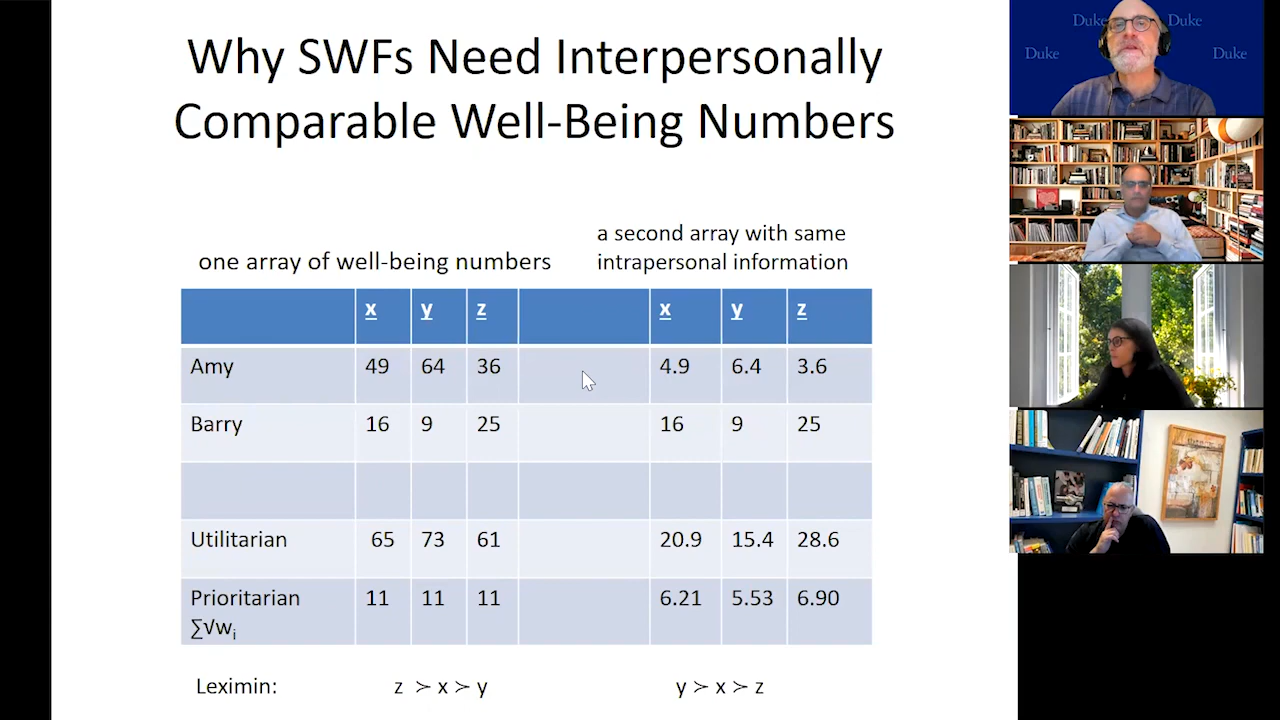 Why SWFs Need Interpersonally
Comparable Well-Being Numbers
one array of well-being numbers
a second array with same
intrapersonal information
x y z x y z
Amy 49 64 36 4.9 6.4 3.6
Barry 16 9 25 16 9 25
Utilitarian 65 73 61 20.9 15.4 28.6
Prioritarian 11 11 11 6.21 5.53 6.90
∑√wᵢ
Leximin: z ≻ x ≻ y y ≻ x ≻ z
Duke Duke
Duke Duke